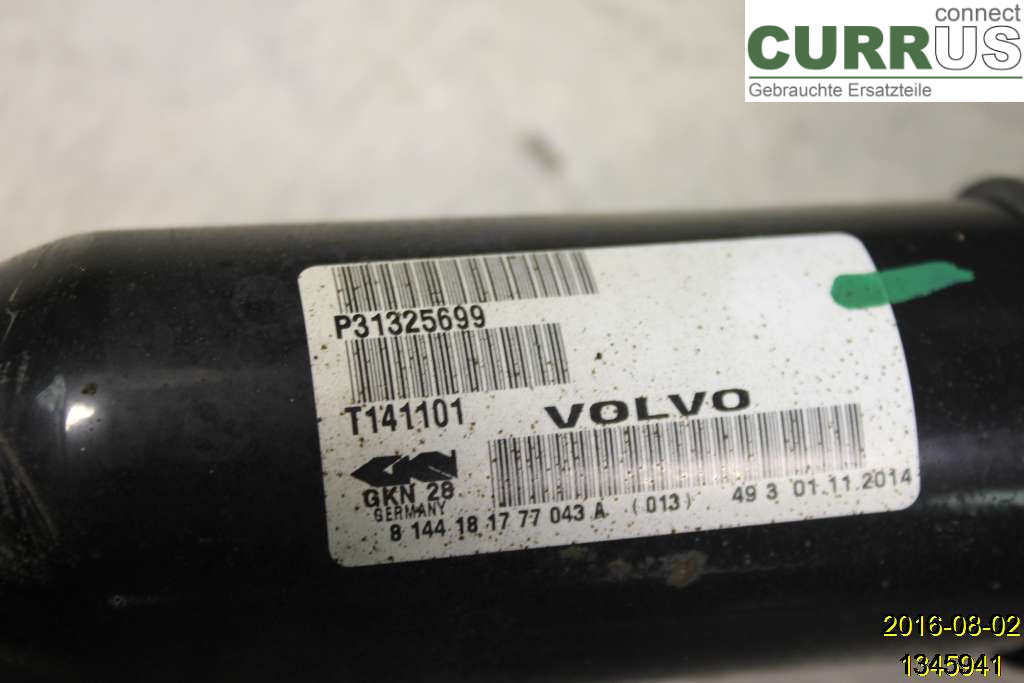 connect
CURRUS
Gebrauchte Ersatzteile
P31325699
T141101
VOLVO
GKN 28
GERMANY
8 144 18 17 77 043 A (013) 49 3 01.11.2014
2016-08-02
1345941